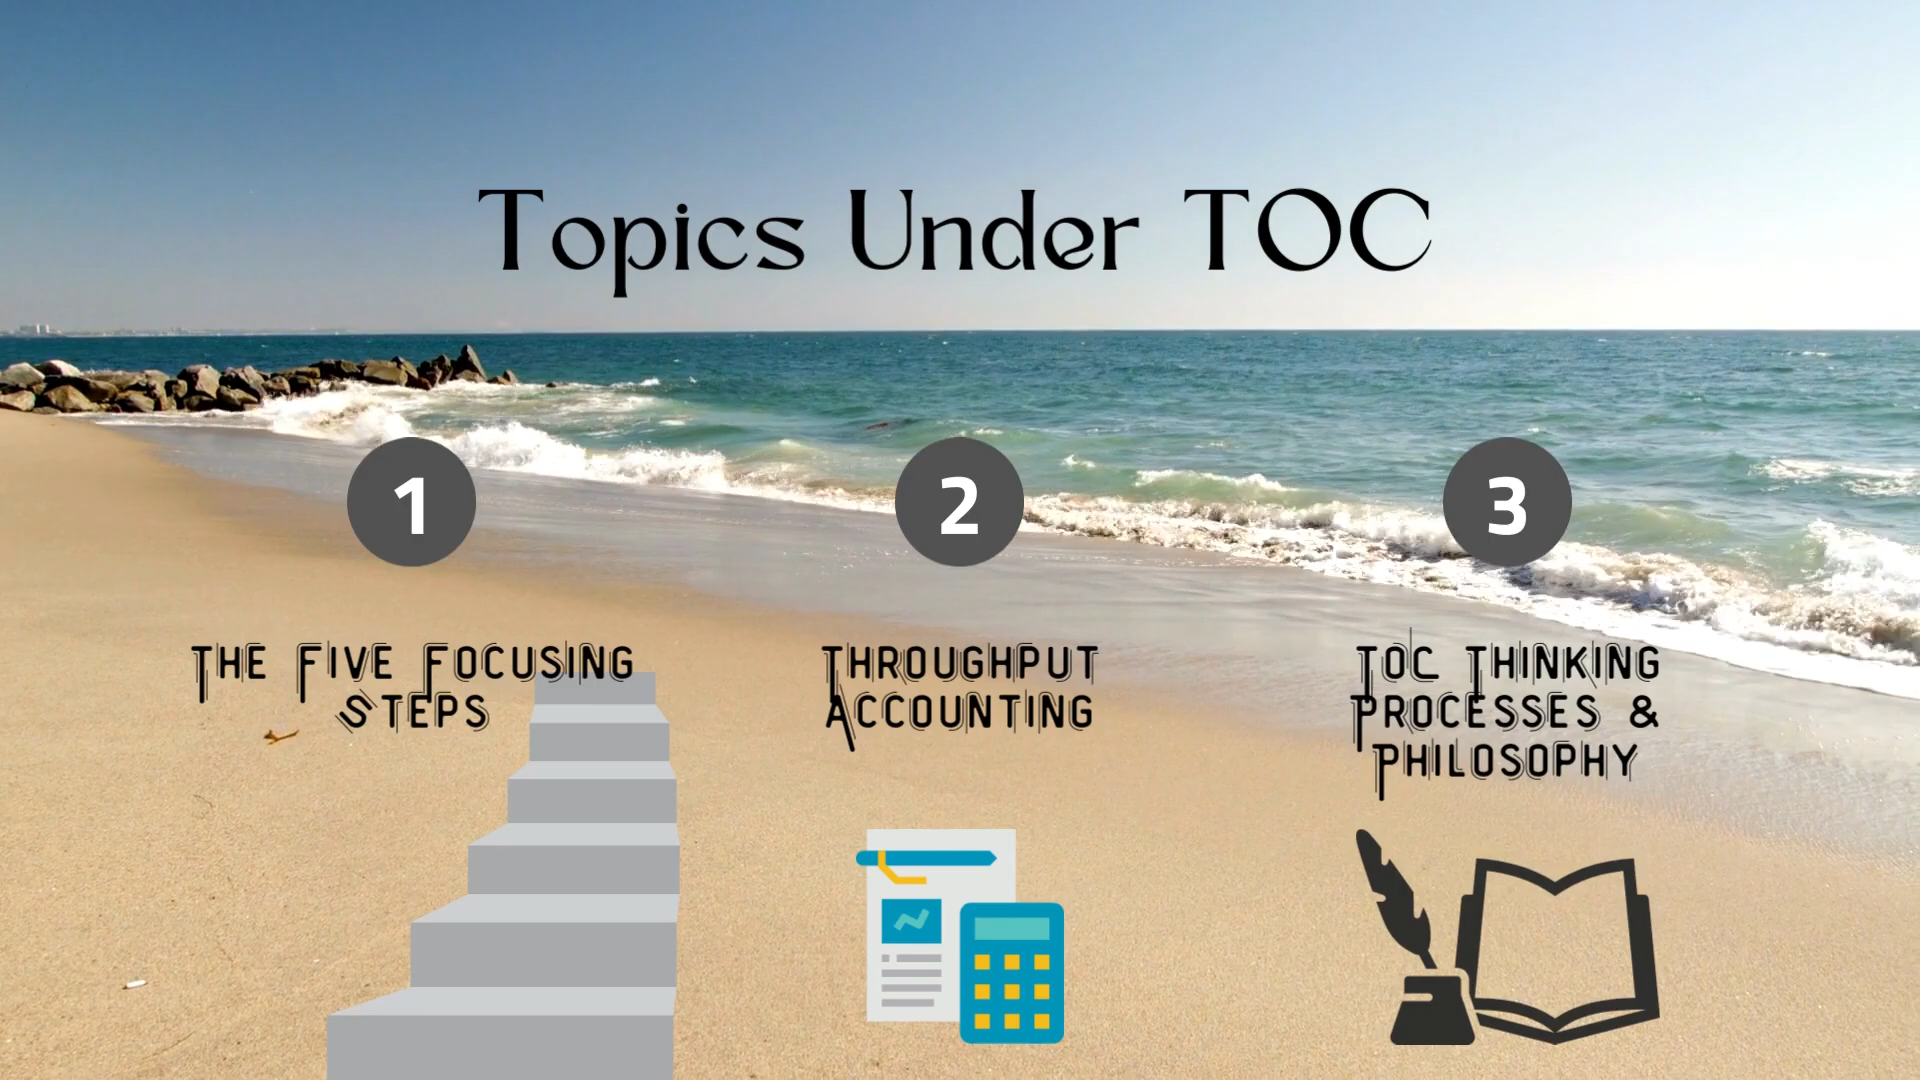 Topics Under TOC
1
2
3
The Five Focusing
Steps
Throughput
Accounting
TOC Thinking
Processes &
Philosophy